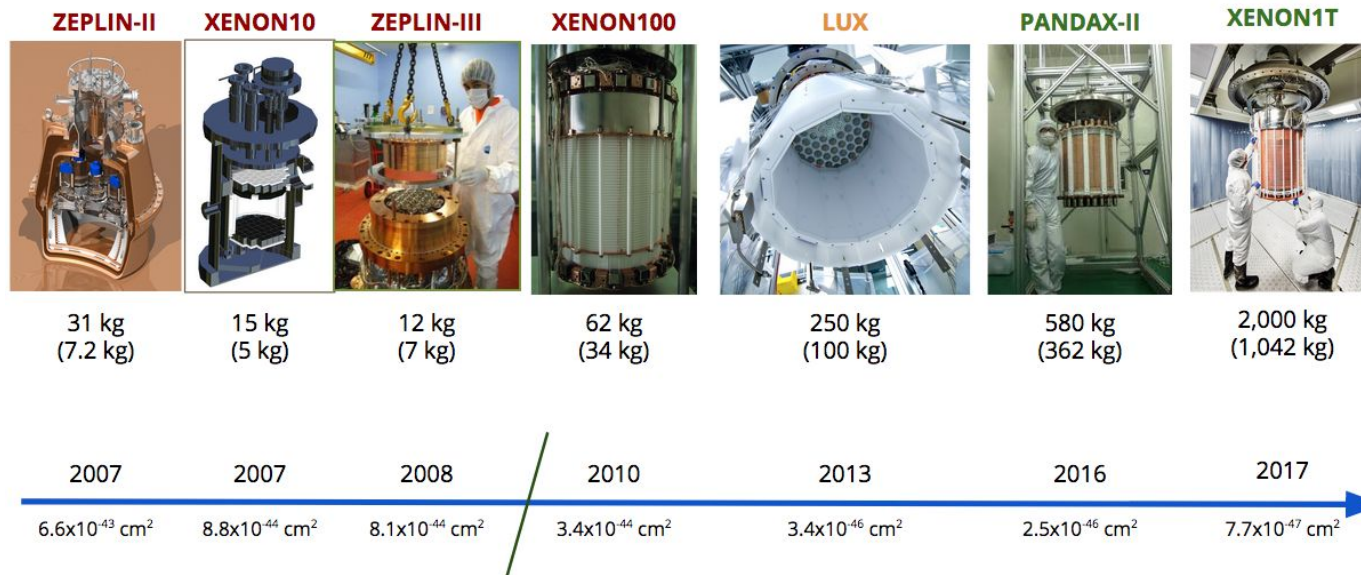 ZEPLIN-II XENON10 ZEPLIN-III XENON100 LUX PANDAX-II XENON1T
31 kg 15 kg 12 kg 62 kg 250 kg 580 kg 2,000 kg
(7.2 kg) (5 kg) (7 kg) (34 kg) (100 kg) (362 kg) (1,042 kg)
2007 2007 2008 2010 2013 2016 2017
6.6x10⁻⁴³ cm² 8.8x10⁻⁴⁴ cm² 8.1x10⁻⁴⁴ cm² 3.4x10⁻⁴⁴ cm² 3.4x10⁻⁴⁶ cm² 2.5x10⁻⁴⁶ cm² 7.7x10⁻⁴⁷ cm²